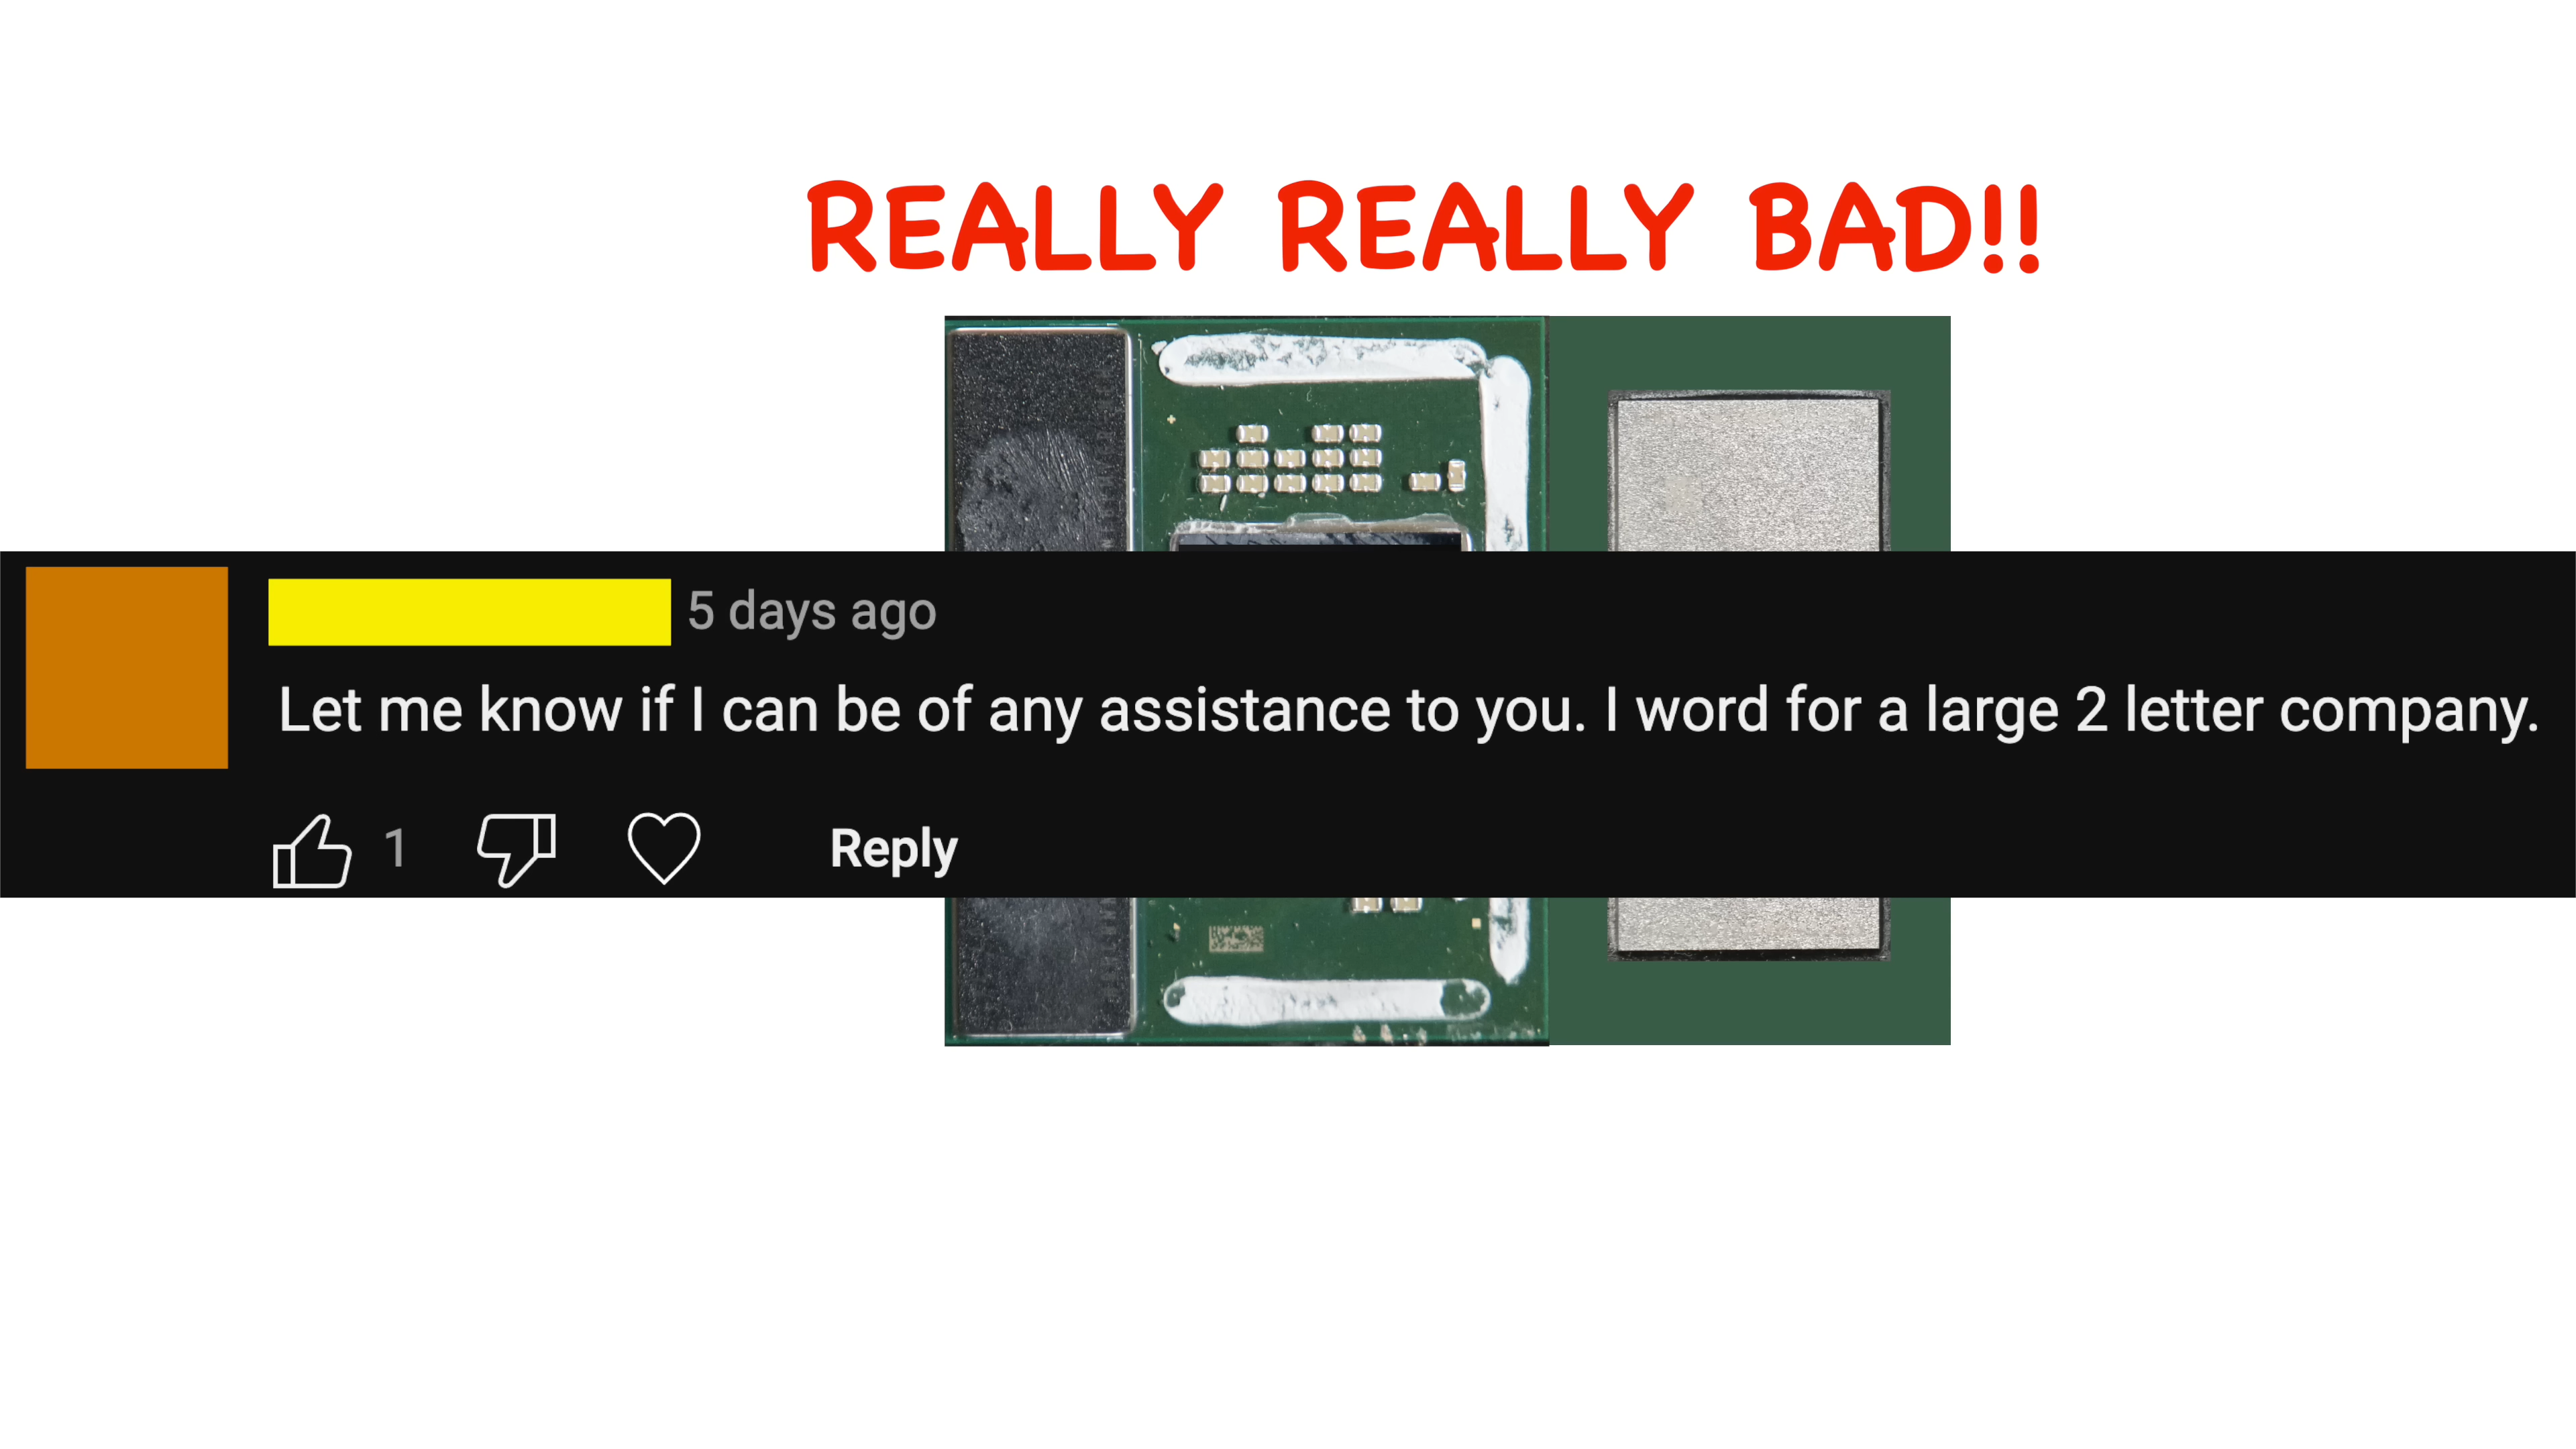 REALLY REALLY BAD!!
5 days ago
Let me know if I can be of any assistance to you. I word for a large 2 letter company.
1
Reply